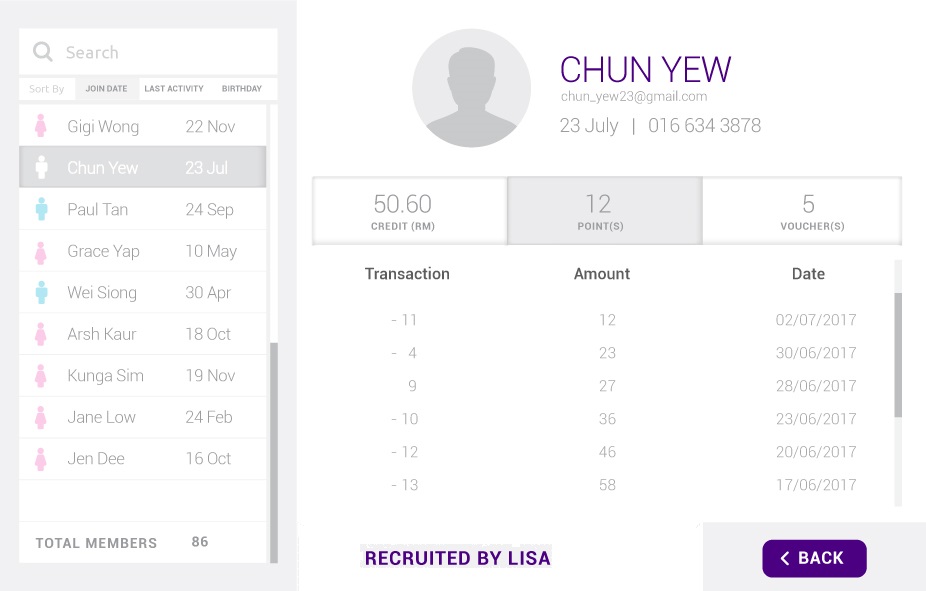 Search
Sort By JOIN DATE LAST ACTIVITY BIRTHDAY
Gigi Wong 22 Nov
Chun Yew 23 Jul
Paul Tan 24 Sep
Grace Yap 10 May
Wei Siong 30 Apr
Arsh Kaur 18 Oct
Kunga Sim 19 Nov
Jane Low 24 Feb
Jen Dee 16 Oct
TOTAL MEMBERS 86
CHUN YEW
chun_yew23@gmail.com
23 July | 016 634 3878
50.60 12 5
CREDIT (RM) POINT(S) VOUCHER(S)
Transaction Amount Date
- 11 12 02/07/2017
- 4 23 30/06/2017
9 27 28/06/2017
- 10 36 23/06/2017
- 12 46 20/06/2017
- 13 58 17/06/2017
RECRUITED BY LISA
BACK